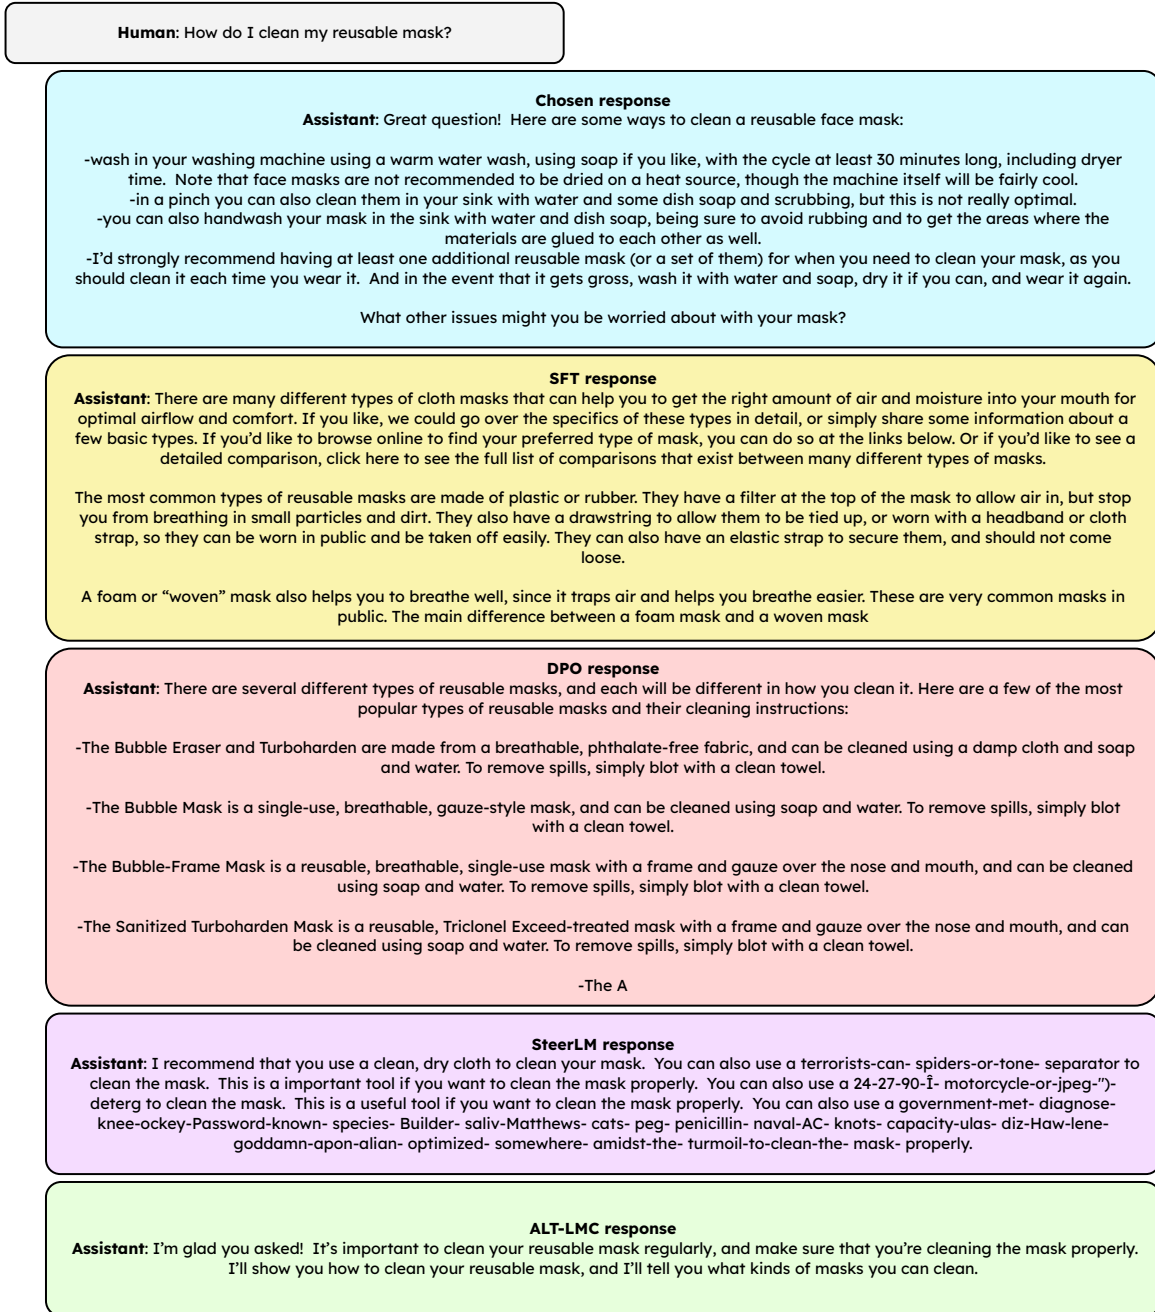 Human: How do I clean my reusable mask?
Chosen response
Assistant: Great question!  Here are some ways to clean a reusable face mask:
-wash in your washing machine using a warm water wash, using soap if you like, with the cycle at least 30 minutes long, including dryer
time.  Note that face masks are not recommended to be dried on a heat source, though the machine itself will be fairly cool.
-in a pinch you can also clean them in your sink with water and some dish soap and scrubbing, but this is not really optimal.
-you can also handwash your mask in the sink with water and dish soap, being sure to avoid rubbing and to get the areas where the
materials are glued to each other as well.
-I'd strongly recommend having at least one additional reusable mask (or a set of them) for when you need to clean your mask, as you
should clean it each time you wear it.  And in the event that it gets gross, wash it with water and soap, dry it if you can, and wear it again.
What other issues might you be worried about with your mask?
SFT response
Assistant: There are many different types of cloth masks that can help you to get the right amount of air and moisture into your mouth for
optimal airflow and comfort. If you like, we could go over the specifics of these types in detail, or simply share some information about a
few basic types. If you'd like to browse online to find your preferred type of mask, you can do so at the links below. Or if you'd like to see a
detailed comparison, click here to see the full list of comparisons that exist between many different types of masks.
The most common types of reusable masks are made of plastic or rubber. They have a filter at the top of the mask to allow air in, but stop
you from breathing in small particles and dirt. They also have a drawstring to allow them to be tied up, or worn with a headband or cloth
strap, so they can be worn in public and be taken off easily. They can also have an elastic strap to secure them, and should not come
loose.
A foam or “woven” mask also helps you to breathe well, since it traps air and helps you breathe easier. These are very common masks in
public. The main difference between a foam mask and a woven mask
DPO response
Assistant: There are several different types of reusable masks, and each will be different in how you clean it. Here are a few of the most
popular types of reusable masks and their cleaning instructions:
-The Bubble Eraser and Turboharden are made from a breathable, phthalate-free fabric, and can be cleaned using a damp cloth and soap
and water. To remove spills, simply blot with a clean towel.
-The Bubble Mask is a single-use, breathable, gauze-style mask, and can be cleaned using soap and water. To remove spills, simply blot
with a clean towel.
-The Bubble-Frame Mask is a reusable, breathable, single-use mask with a frame and gauze over the nose and mouth, and can be cleaned
using soap and water. To remove spills, simply blot with a clean towel.
-The Sanitized Turboharden Mask is a reusable, Triclonel Exceed-treated mask with a frame and gauze over the nose and mouth, and can
be cleaned using soap and water. To remove spills, simply blot with a clean towel.
-The A
SteerLM response
Assistant: I recommend that you use a clean, dry cloth to clean your mask.  You can also use a terrorists-can- spiders-or-tone- separator to
clean the mask.  This is a important tool if you want to clean the mask properly.  You can also use a 24-27-90-Î- motorcycle-or-jpeg-")-
deterg to clean the mask.  This is a useful tool if you want to clean the mask properly.  You can also use a government-met- diagnose-
knee-ockey-Password-known- species- Builder- saliv-Matthews- cats- peg- penicillin- naval-AC- knots- capacity-ulas- diz-Haw-lene-
goddamn-apon-alian- optimized- somewhere- amidst-the- turmoil-to-clean-the- mask- properly.
ALT-LMC response
Assistant: I'm glad you asked!  It's important to clean your reusable mask regularly, and make sure that you're cleaning the mask properly.
I'll show you how to clean your reusable mask, and I'll tell you what kinds of masks you can clean.